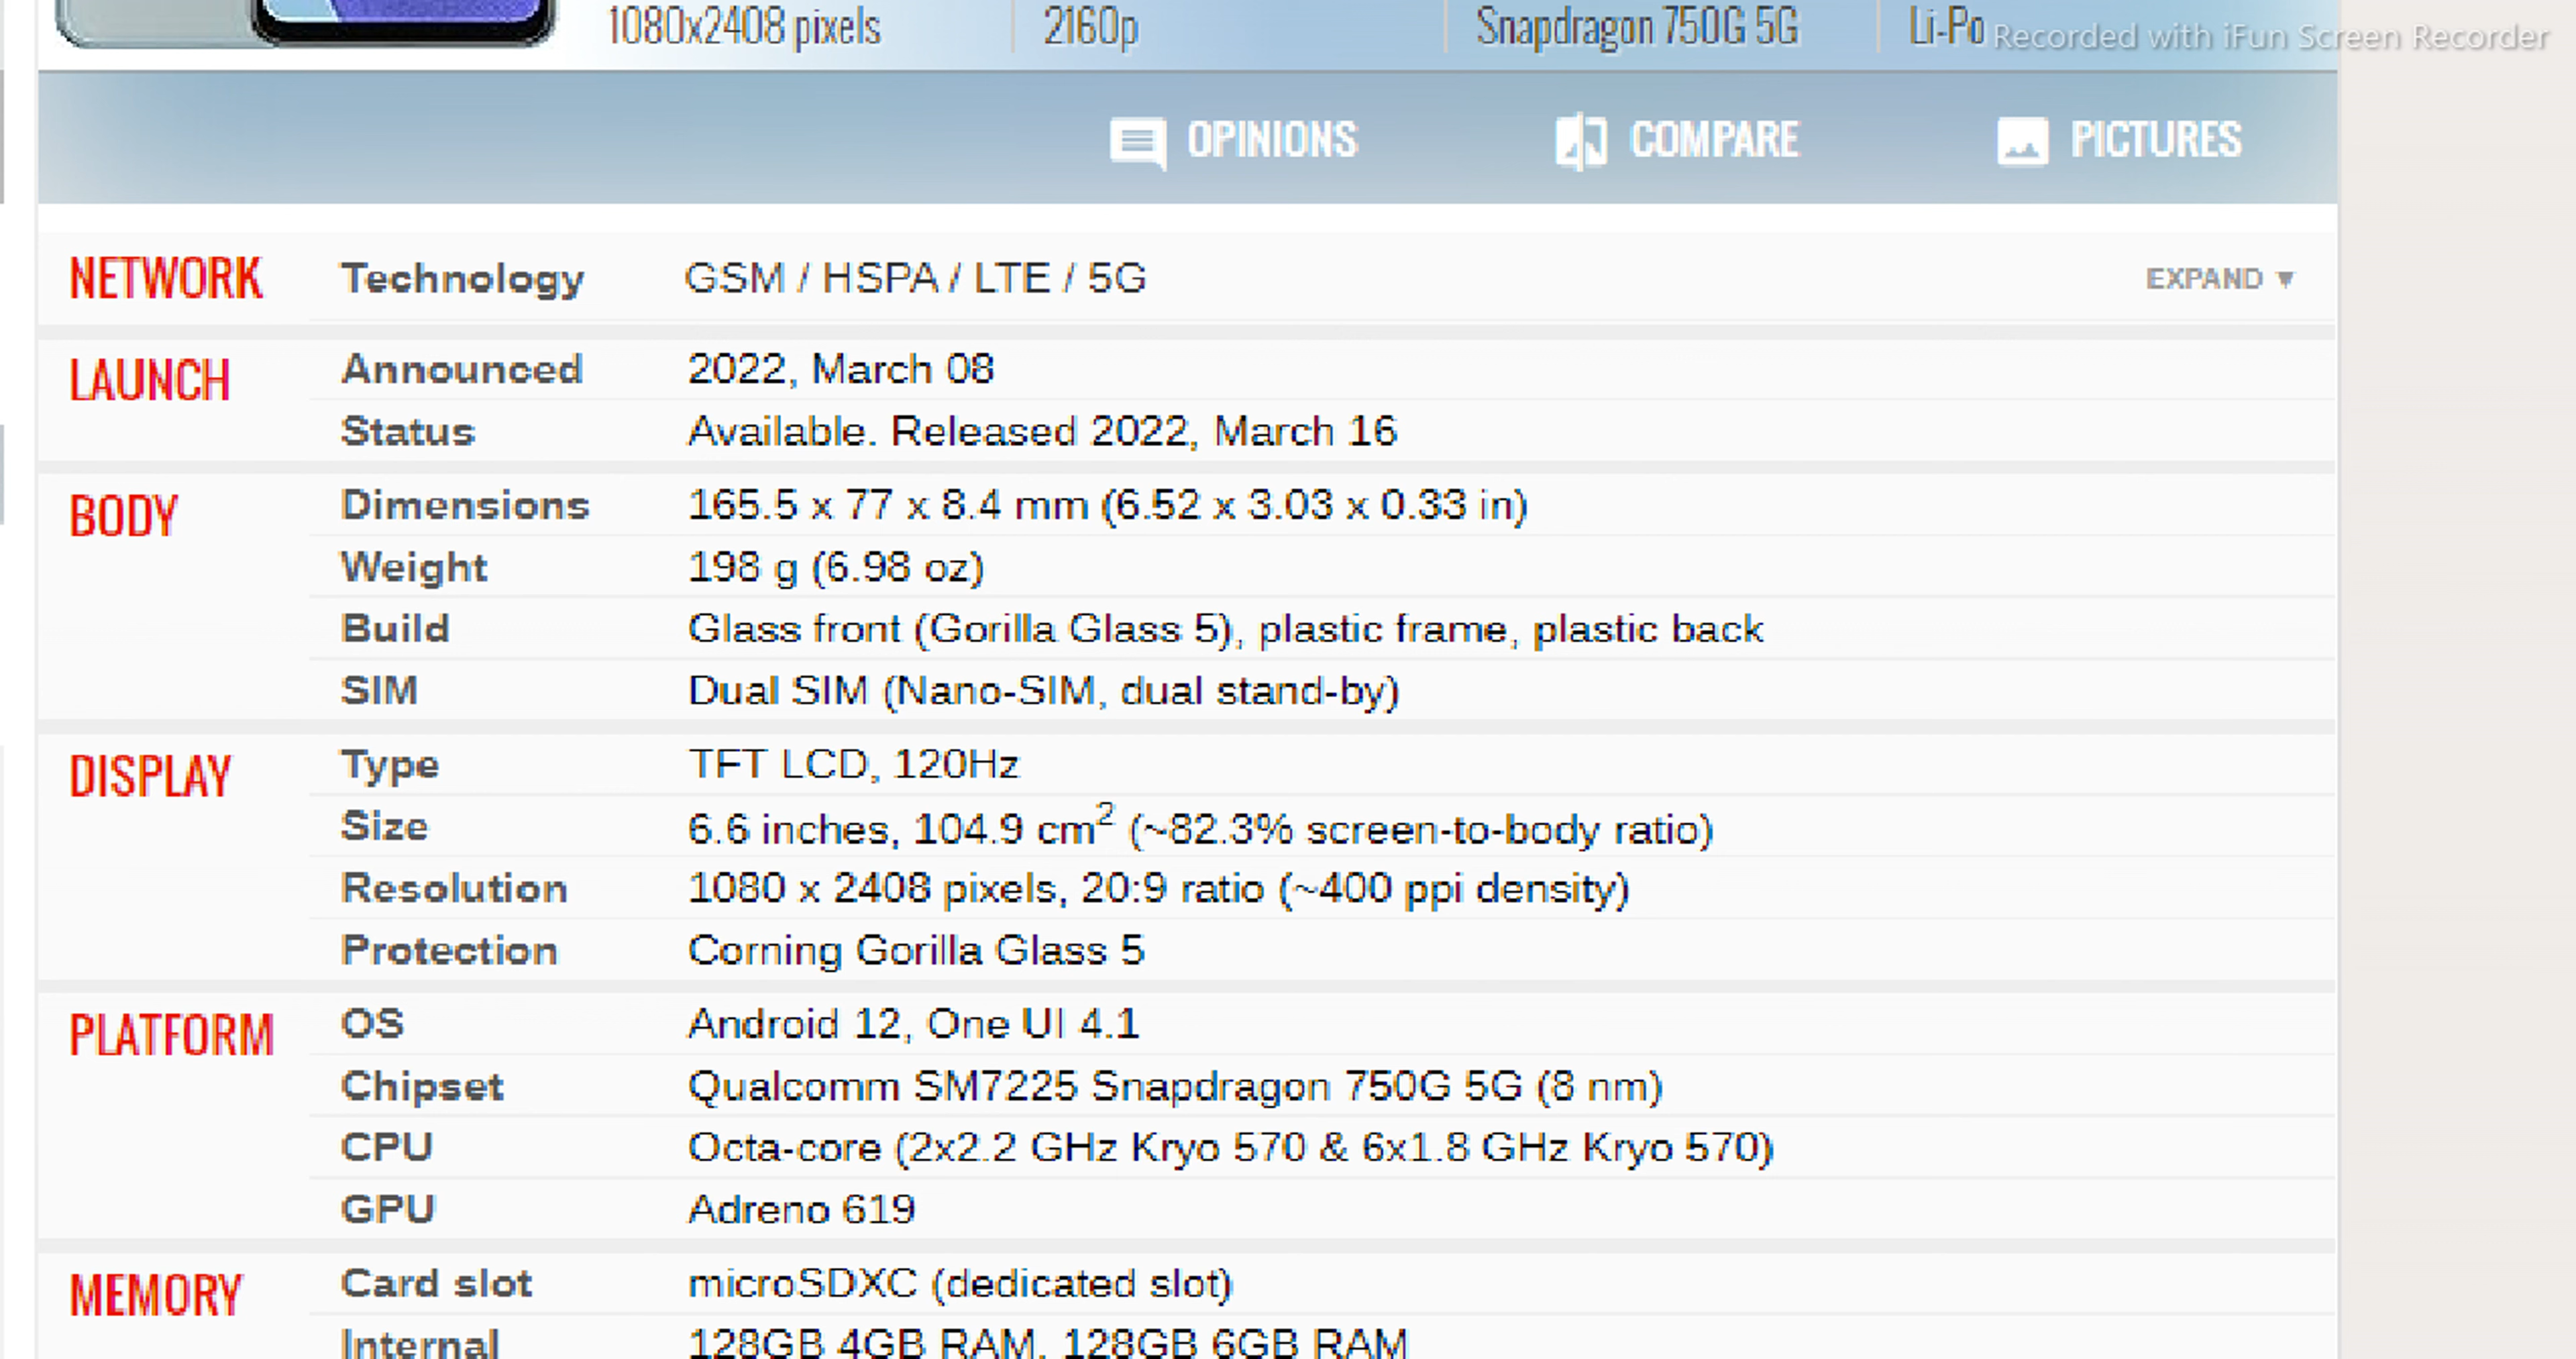 1080x2408 pixels 2160p Snapdragon 750G 5G Li-Po
Recorded with iFun Screen Recorder
OPINIONS COMPARE PICTURES
NETWORK Technology GSM / HSPA / LTE / 5G EXPAND ▼
LAUNCH Announced 2022, March 08
Status Available. Released 2022, March 16
BODY Dimensions 165.5 x 77 x 8.4 mm (6.52 x 3.03 x 0.33 in)
Weight 198 g (6.98 oz)
Build Glass front (Gorilla Glass 5), plastic frame, plastic back
SIM Dual SIM (Nano-SIM, dual stand-by)
DISPLAY Type TFT LCD, 120Hz
Size 6.6 inches, 104.9 cm² (~82.3% screen-to-body ratio)
Resolution 1080 x 2408 pixels, 20:9 ratio (~400 ppi density)
Protection Corning Gorilla Glass 5
PLATFORM OS Android 12, One UI 4.1
Chipset Qualcomm SM7225 Snapdragon 750G 5G (8 nm)
CPU Octa-core (2x2.2 GHz Kryo 570 & 6x1.8 GHz Kryo 570)
GPU Adreno 619
MEMORY Card slot microSDXC (dedicated slot)
Internal 128GB 4GB RAM, 128GB 6GB RAM